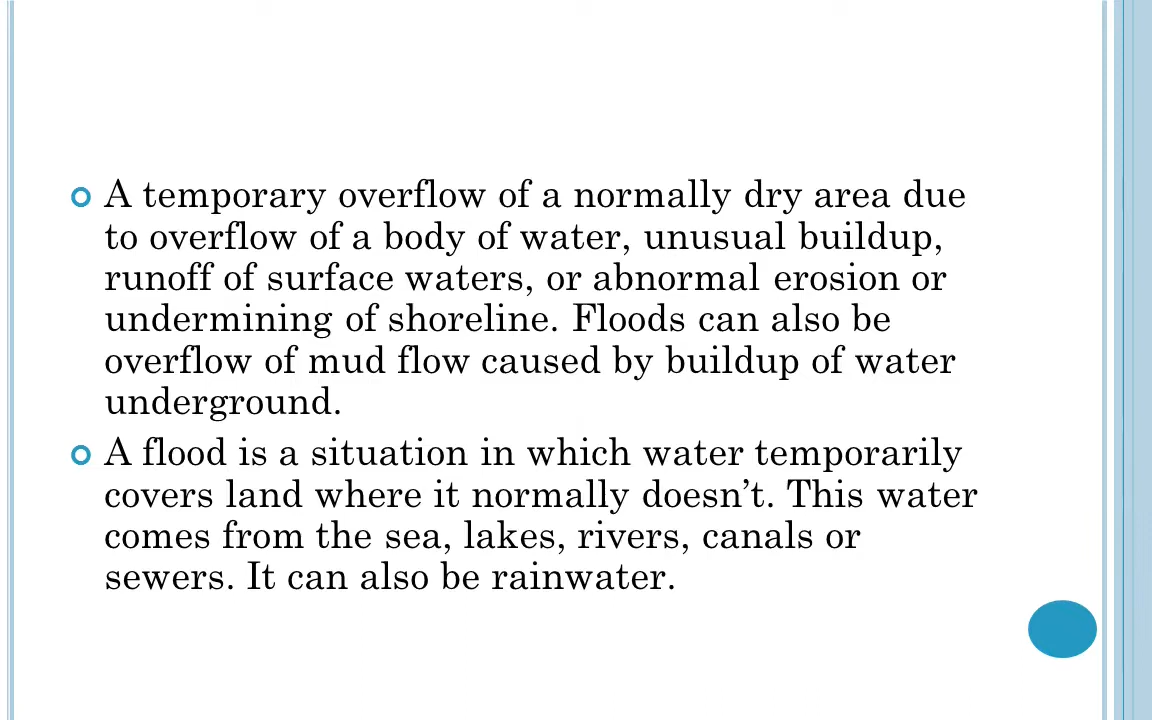 A temporary overflow of a normally dry area due
to overflow of a body of water, unusual buildup,
runoff of surface waters, or abnormal erosion or
undermining of shoreline. Floods can also be
overflow of mud flow caused by buildup of water
underground.
A flood is a situation in which water temporarily
covers land where it normally doesn’t. This water
comes from the sea, lakes, rivers, canals or
sewers. It can also be rainwater.